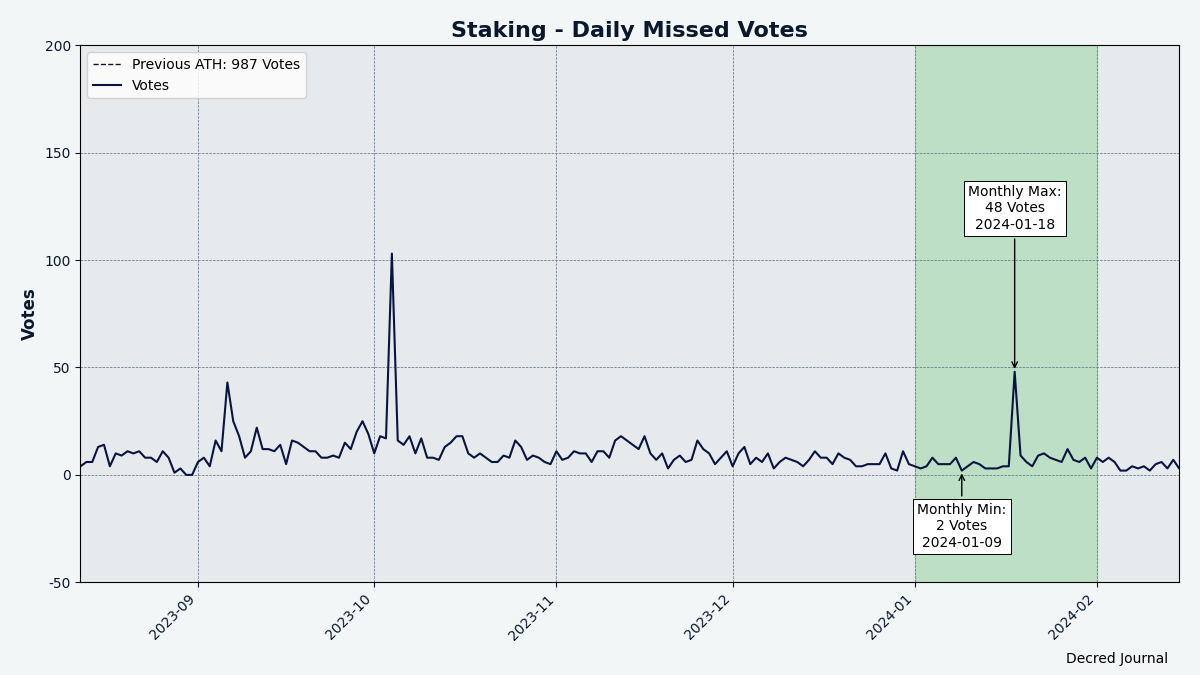 Staking - Daily Missed Votes
Previous ATH: 987 Votes
Votes
Votes
200
150
100
50
0
-50
Monthly Max:
48 Votes
2024-01-18
Monthly Min:
2 Votes
2024-01-09
2023-09
2023-10
2023-11
2023-12
2024-01
2024-02
Decred Journal